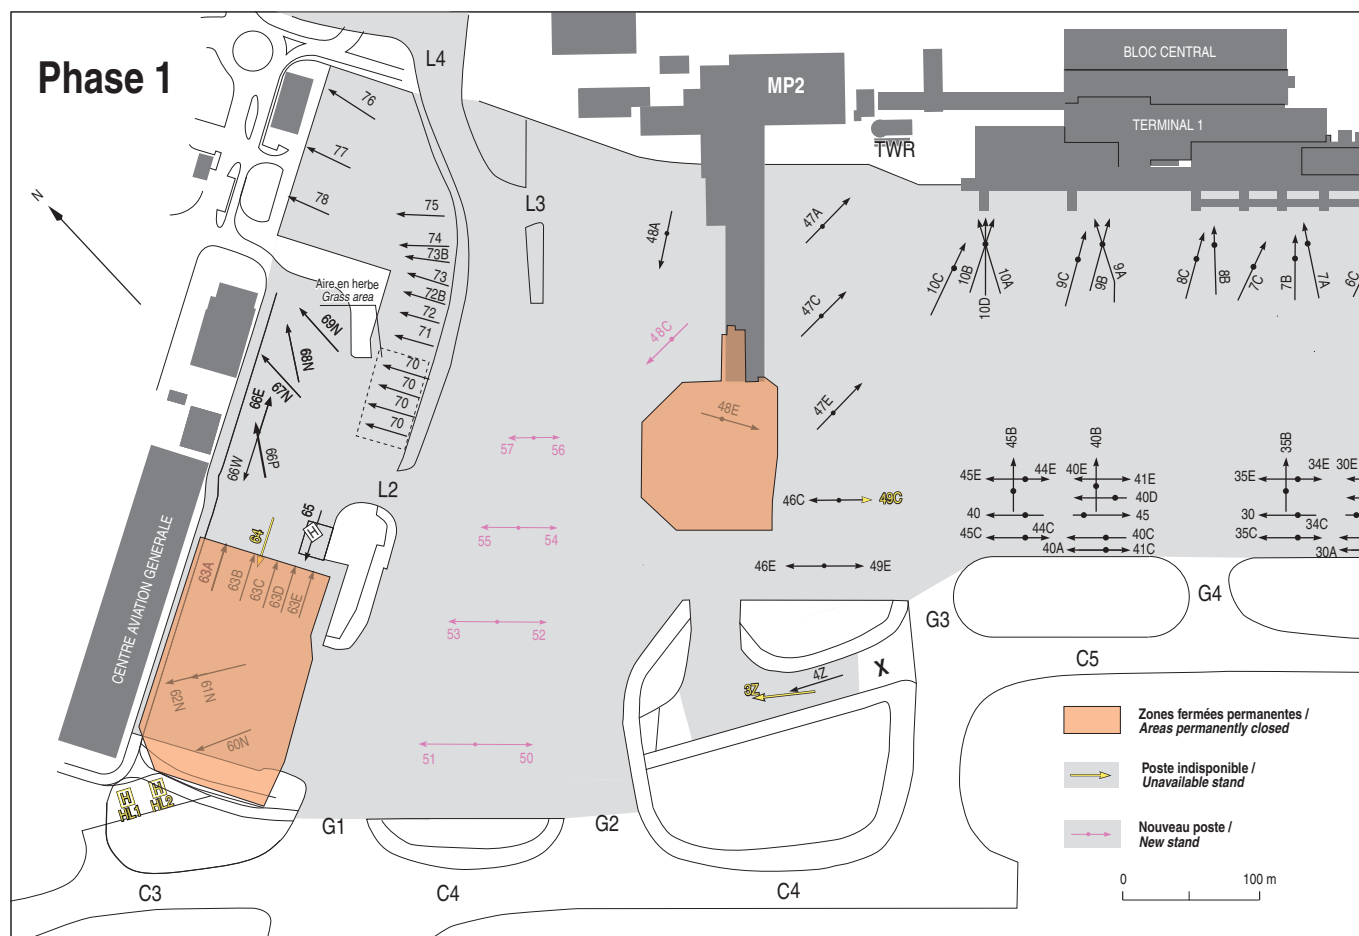 Phase 1
L4
BLOC CENTRAL
MP2
TERMINAL 1
TWR
76
77
78
75
74
73B
73
72B
72
71
70
70
70
70
L3
N
Aire en herbe
Grass area
69N
68N
67N
66E
66W
66P
48A
47A
47C
47E
48C
48E
10C
10B
10D
10A
9C
9B
9A
8C
8B
7C
7B
7A
6C
57
56
55
54
53
52
51
50
L2
65
H
64
63A
63B
63C
63D
63E
62N
61N
60N
CENTRE AVIATION GENERALE
46C
49C
46E
49E
45B
40B
35B
45E
44E
40E
41E
40D
40
45
45C
44C
40C
40A
41C
35E
34E
30E
30
34C
35C
30A
G3
G4
C5
X
4Z
3Z
H
HL1
H
HL2
G1
G2
C3
C4
C4
Zones fermées permanentes /
Areas permanently closed
Poste indisponible /
Unavailable stand
Nouveau poste /
New stand
0
100 m